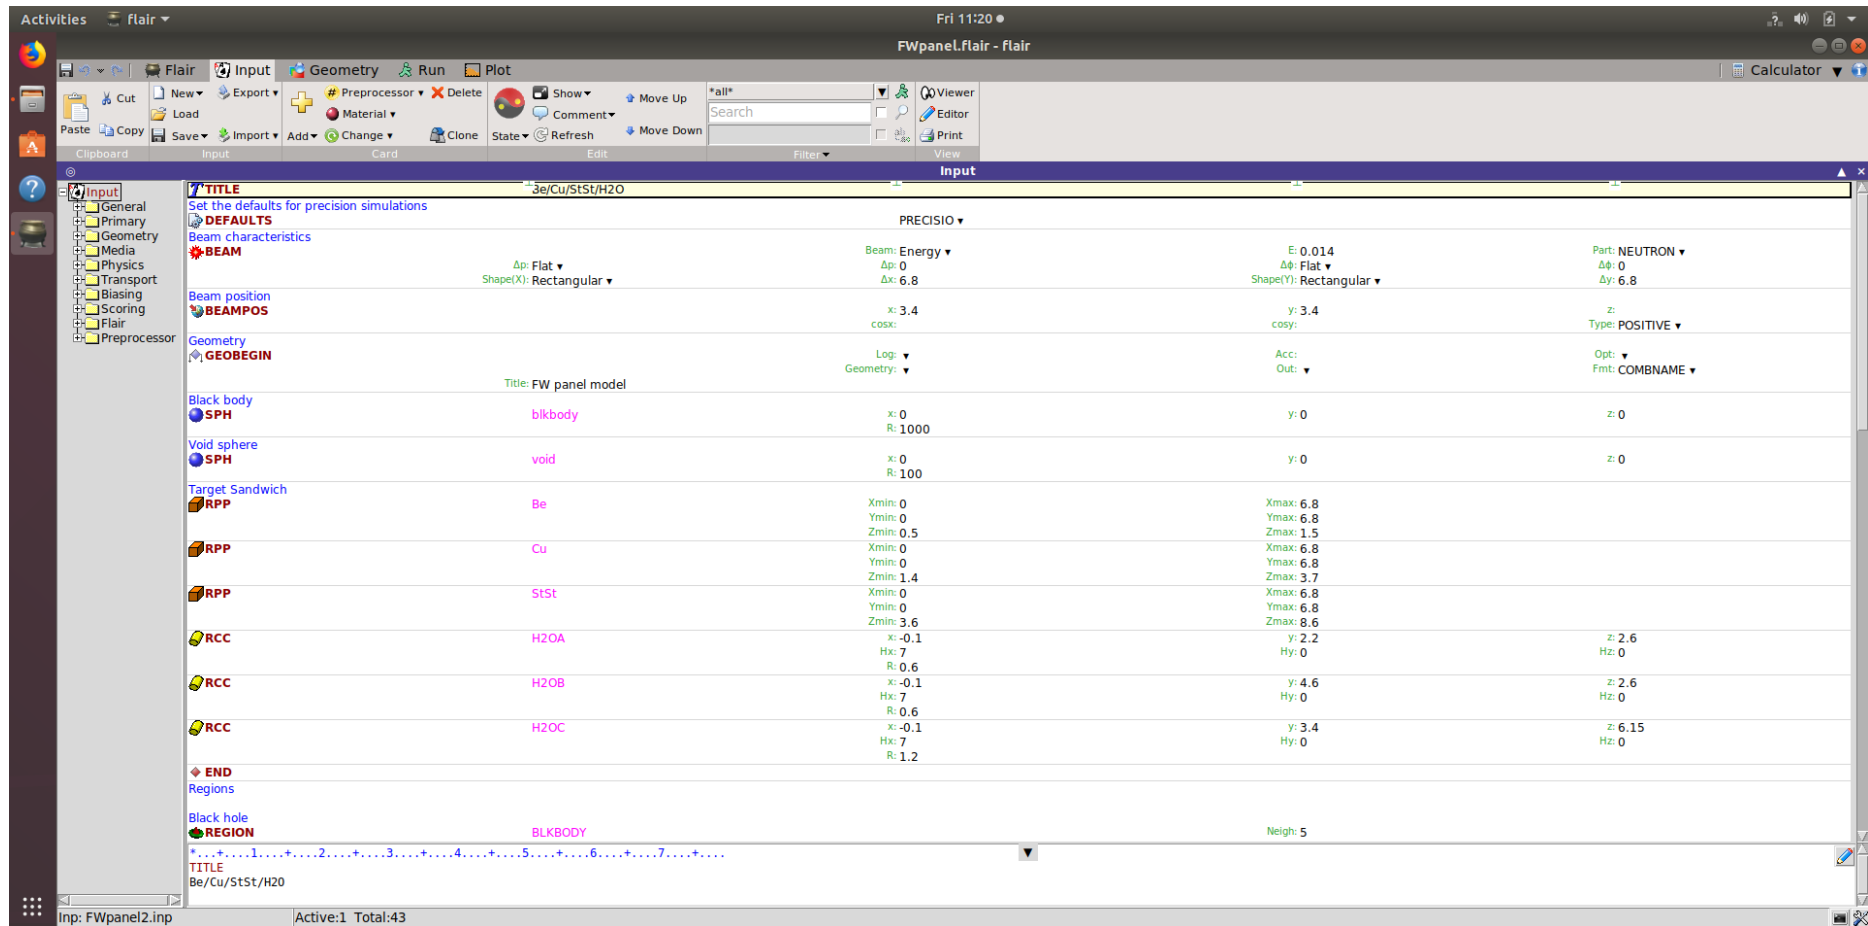 Activities flair ▾ Fri 11:20 ●
FWpanel.flair - flair
Flair Input Geometry Run Plot Calculator ▼
Paste Cut Copy
New ▾ Load Save ▾ Export ▾ Import ▾
Add ▾ # Preprocessor ▾ Delete Material ▾ Change ▾ Clone
State ▾ Show ▾ Comment ▾ Refresh Move Up Move Down
*all* Search
Viewer Editor Print
Clipboard Input Card Edit Filter ▾ View
Input
Input
General
Primary
Geometry
Media
Physics
Transport
Biasing
Scoring
Flair
Preprocessor
TITLE Be/Cu/StSt/H2O
Set the defaults for precision simulations
DEFAULTS PRECISIO ▾
Beam characteristics
BEAM Beam: Energy ▾ E: 0.014 Part: NEUTRON ▾
Δp: Flat ▾ Δp: 0 Δϕ: Flat ▾ Δϕ: 0
Shape(X): Rectangular ▾ Δx: 6.8 Shape(Y): Rectangular ▾ Δy: 6.8
Beam position
BEAMPOS x: 3.4 y: 3.4 z:
cosx: cosy: Type: POSITIVE ▾
Geometry
GEOBEGIN Log: ▾ Acc: Opt: ▾
Geometry: ▾ Out: ▾ Fmt: COMBNAME ▾
Title: FW panel model
Black body
SPH blkbody x: 0 y: 0 z: 0
R: 1000
Void sphere
SPH void x: 0 y: 0 z: 0
R: 100
Target Sandwich
RPP Be Xmin: 0 Xmax: 6.8
Ymin: 0 Ymax: 6.8
Zmin: 0.5 Zmax: 1.5
RPP Cu Xmin: 0 Xmax: 6.8
Ymin: 0 Ymax: 6.8
Zmin: 1.4 Zmax: 3.7
RPP StSt Xmin: 0 Xmax: 6.8
Ymin: 0 Ymax: 6.8
Zmin: 3.6 Zmax: 8.6
RCC H2OA x: -0.1 y: 2.2 z: 2.6
Hx: 7 Hy: 0 Hz: 0
R: 0.6
RCC H2OB x: -0.1 y: 4.6 z: 2.6
Hx: 7 Hy: 0 Hz: 0
R: 0.6
RCC H2OC x: -0.1 y: 3.4 z: 6.15
Hx: 7 Hy: 0 Hz: 0
R: 1.2
END
Regions
Black hole
REGION BLKBODY Neigh: 5
*...+....1....+....2....+....3....+....4....+....5....+....6....+....7....+....
TITLE
Be/Cu/StSt/H2O
Inp: FWpanel2.inp Active:1 Total:43